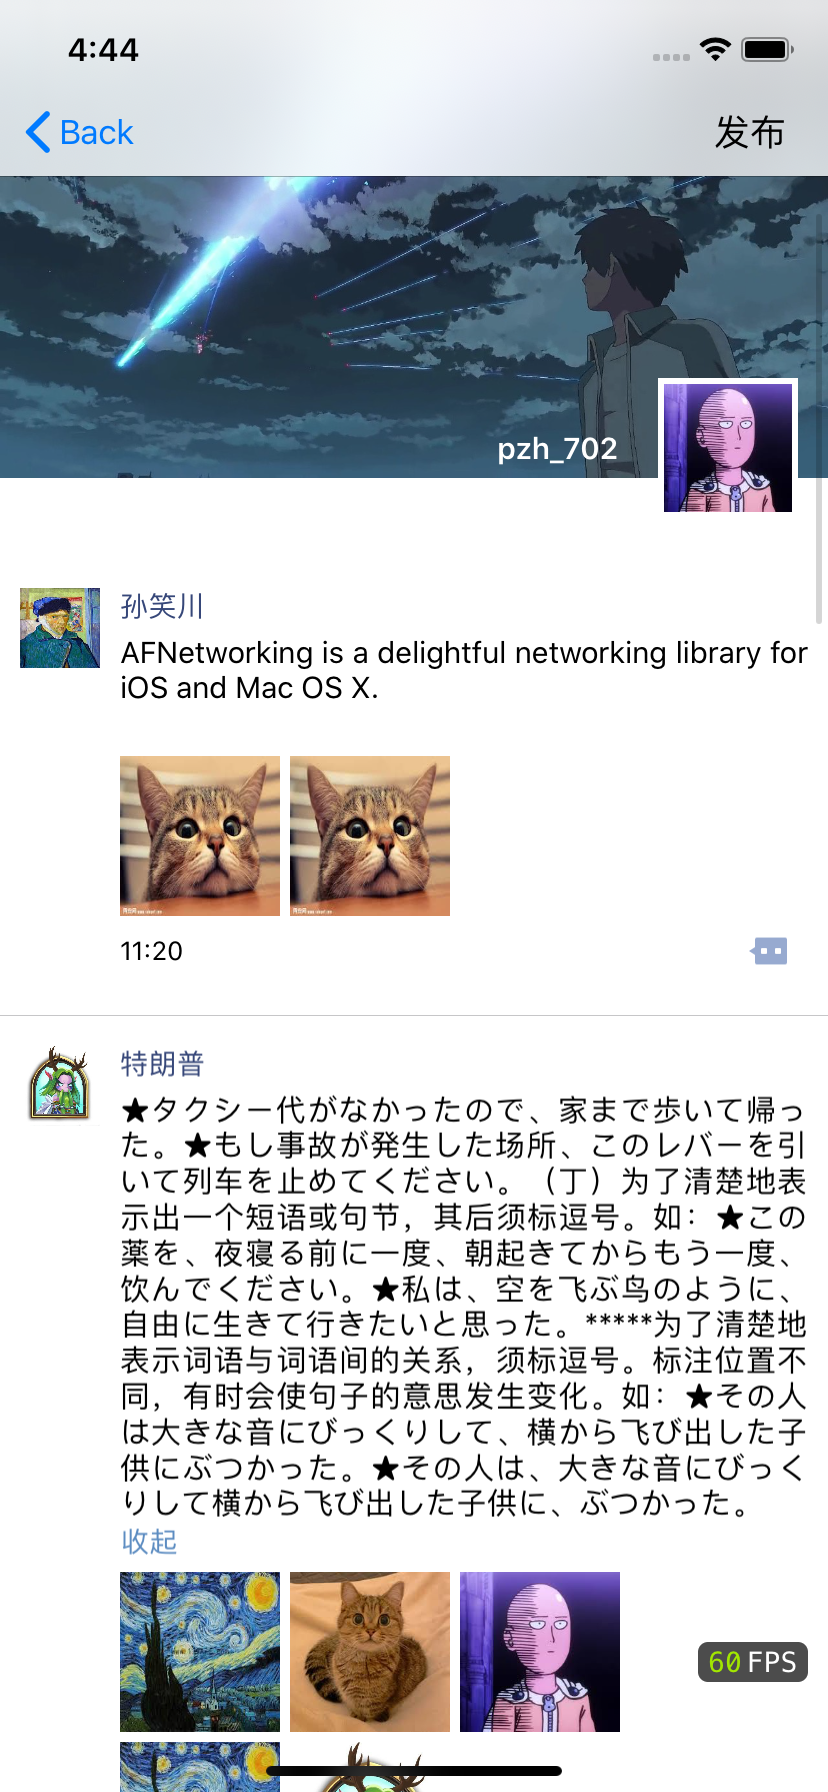 4:44
Back
发布
pzh_702
孙笑川
AFNetworking is a delightful networking library for
iOS and Mac OS X.
11:20
特朗普
★タクシー代がなかったので、家まで歩いて帰っ
た。★もし事故が発生した场所、このレバーを引
いて列车を止めてください。（丁）为了清楚地表
示出一个短语或句节，其后须标逗号。如：★この
薬を、夜寝る前に一度、朝起きてからもう一度、
饮んでください。★私は、空を飞ぶ鸟のように、
自由に生きて行きたいと思った。*****为了清楚地
表示词语与词语间的关系，须标逗号。标注位置不
同，有时会使句子的意思发生变化。如：★その人
は大きな音にびっくりして、横から飞び出した子
供にぶつかった。★その人は、大きな音にびっく
りして横から飞び出した子供に、ぶつかった。
收起
60 FPS